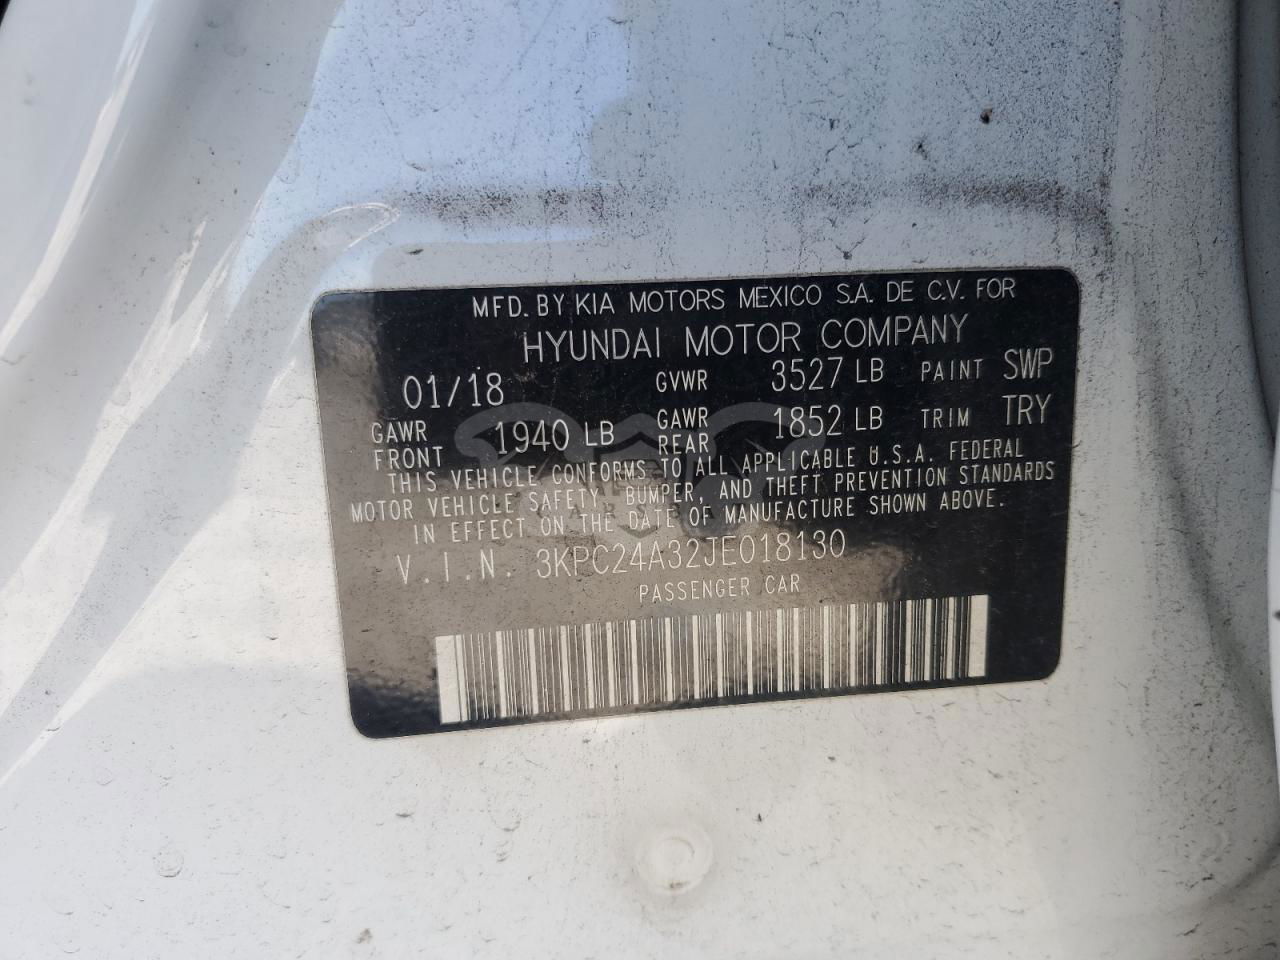 MFD. BY KIA MOTORS MEXICO S.A. DE C.V. FOR
HYUNDAI MOTOR COMPANY
01/18 GVWR 3527 LB PAINT SWP
GAWR FRONT 1940 LB GAWR REAR 1852 LB TRIM TRY
THIS VEHICLE CONFORMS TO ALL APPLICABLE U.S.A. FEDERAL
MOTOR VEHICLE SAFETY, BUMPER, AND THEFT PREVENTION STANDARDS
IN EFFECT ON THE DATE OF MANUFACTURE SHOWN ABOVE.
V.I.N. 3KPC24A32JE018130
PASSENGER CAR